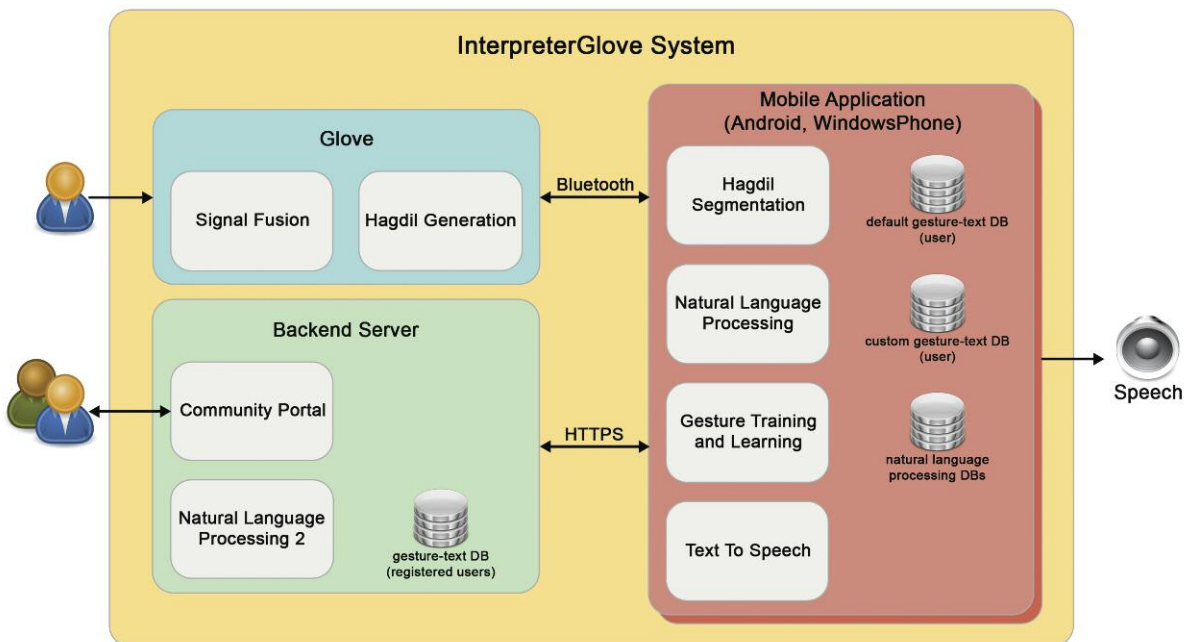 InterpreterGlove System
Glove
Signal Fusion
Hagdil Generation
Bluetooth
Backend Server
Community Portal
Natural Language
Processing 2
gesture-text DB
(registered users)
HTTPS
Mobile Application
(Android, WindowsPhone)
Hagdil
Segmentation
default gesture-text DB
(user)
Natural Language
Processing
custom gesture-text DB
(user)
Gesture Training
and Learning
natural language
processing DBs
Text To Speech
Speech